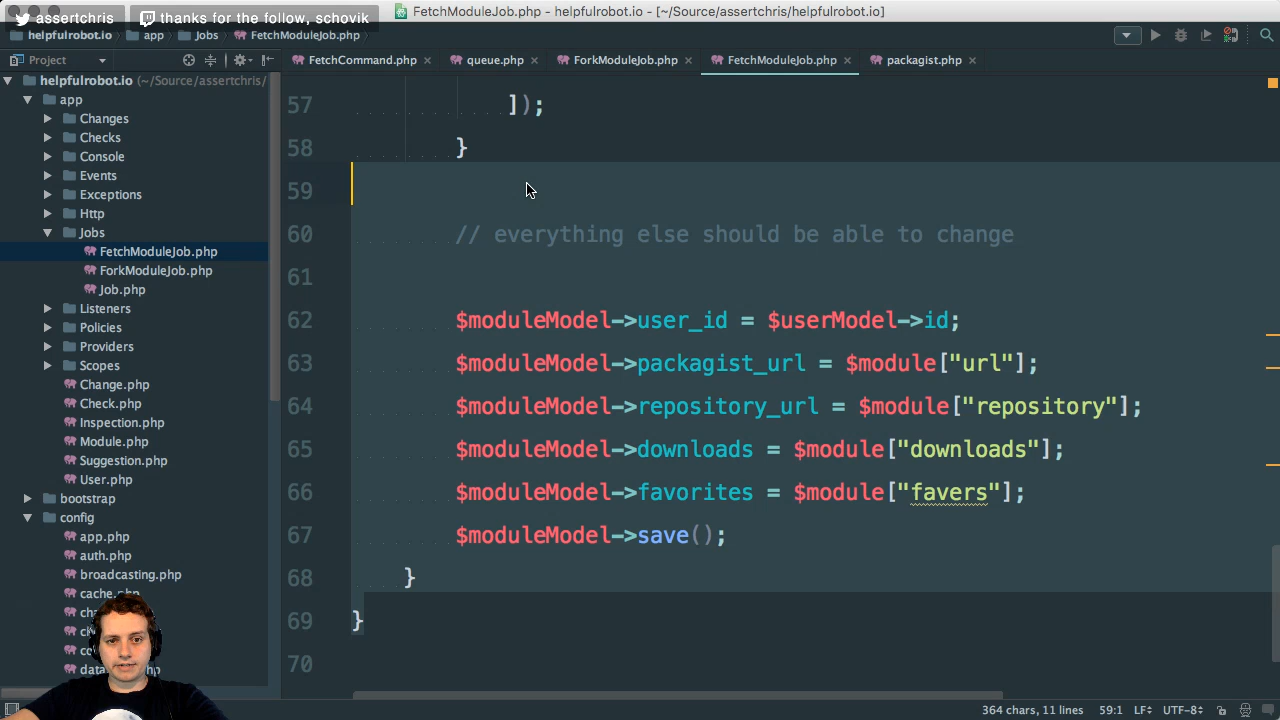 assertchris thanks for the follow, schovik
FetchModuleJob.php - helpfulrobot.io - [~/Source/assertchris/helpfulrobot.io]
helpfulrobot.io app Jobs FetchModuleJob.php
Project
FetchCommand.php queue.php ForkModuleJob.php FetchModuleJob.php packagist.php
helpfulrobot.io (~/Source/assertchris/
app
Changes
Checks
Console
Events
Exceptions
Http
Jobs
FetchModuleJob.php
ForkModuleJob.php
Job.php
Listeners
Policies
Providers
Scopes
Change.php
Check.php
Inspection.php
Module.php
Suggestion.php
User.php
bootstrap
config
app.php
auth.php
broadcasting.php
57 ]);
58 }
59
60 // everything else should be able to change
61
62 $moduleModel->user_id = $userModel->id;
63 $moduleModel->packagist_url = $module["url"];
64 $moduleModel->repository_url = $module["repository"];
65 $moduleModel->downloads = $module["downloads"];
66 $moduleModel->favorites = $module["favers"];
67 $moduleModel->save();
68 }
69 }
70
364 chars, 11 lines 59:1 LF UTF-8